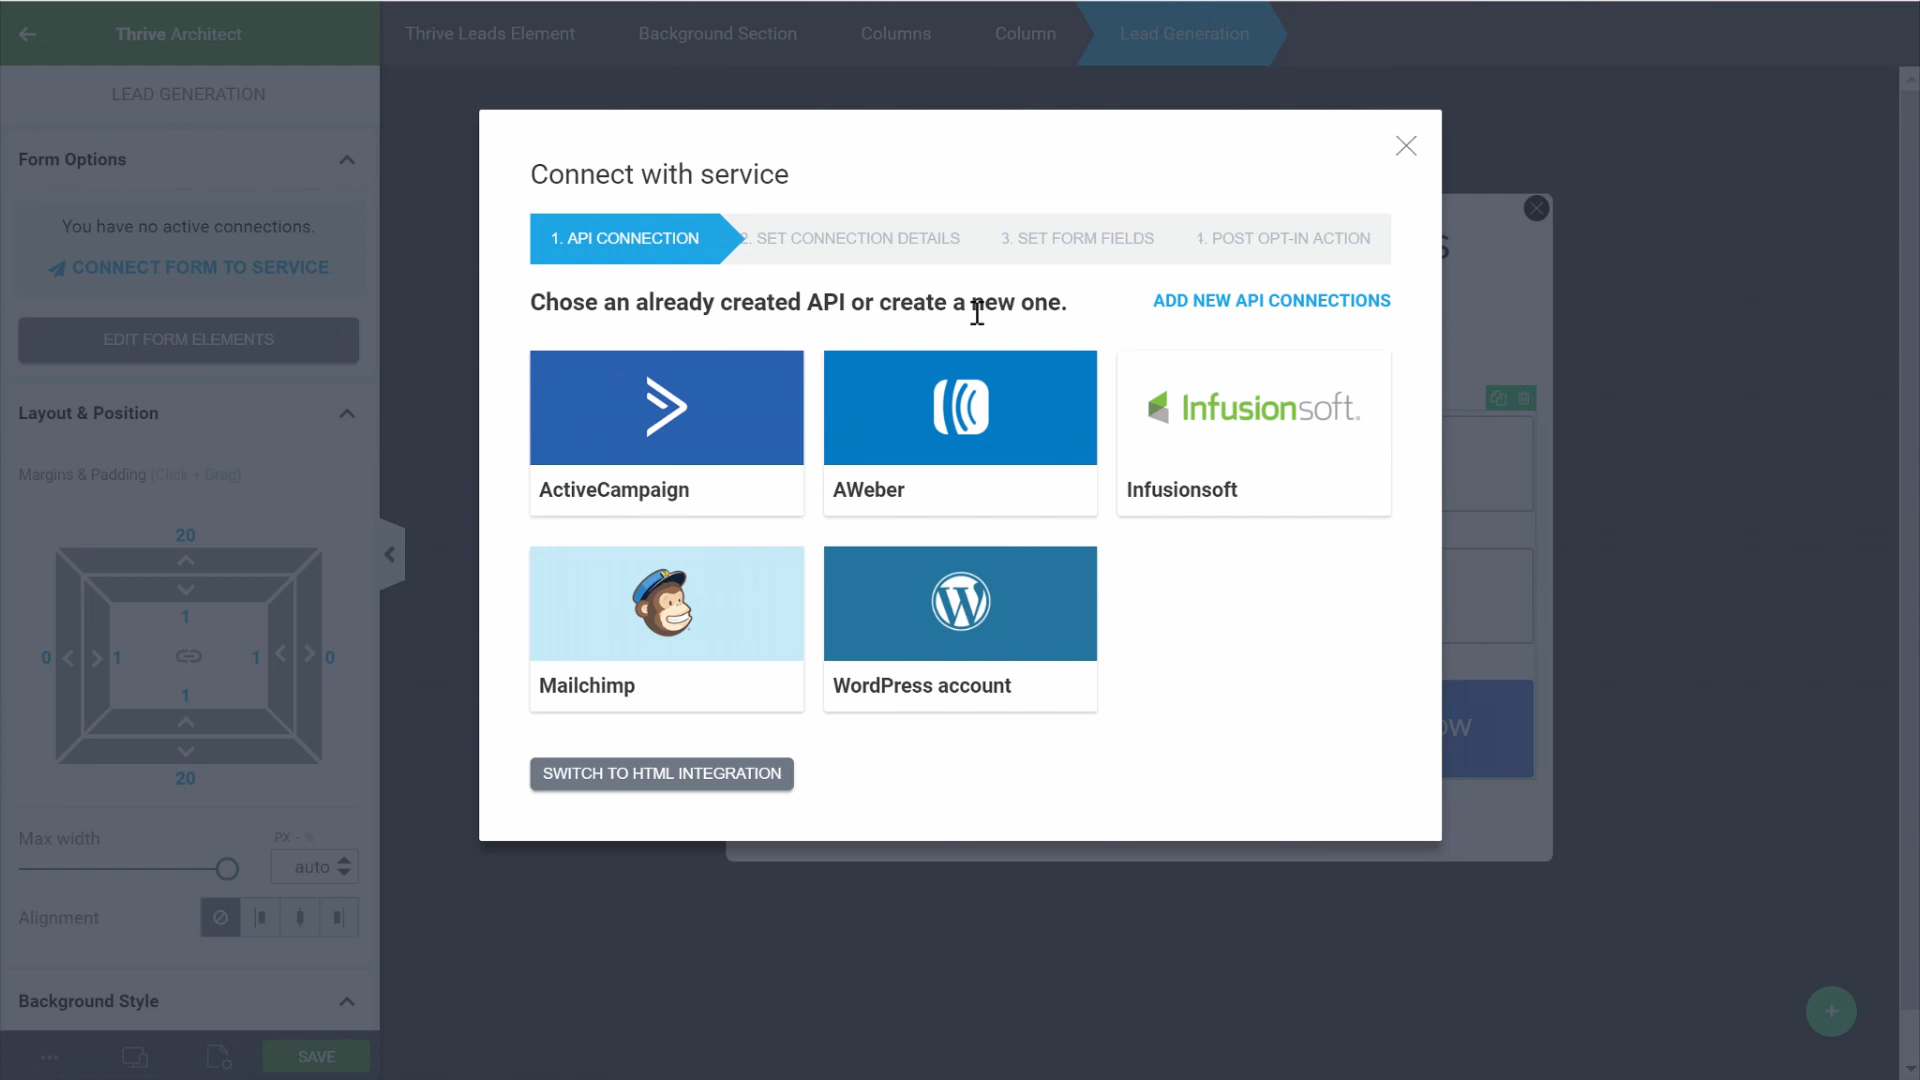 Thrive Architect
Thrive Leads Element
Background Section
Columns
Column
Lead Generation
LEAD GENERATION
Form Options
You have no active connections.
CONNECT FORM TO SERVICE
EDIT FORM ELEMENTS
Layout & Position
Margins & Padding (Click + Drag)
20
1
0
1
1
0
1
20
Max width
PX - %
auto
Alignment
Background Style
SAVE
Connect with service
1. API CONNECTION
2. SET CONNECTION DETAILS
3. SET FORM FIELDS
4. POST OPT-IN ACTION
Chose an already created API or create a new one.
ADD NEW API CONNECTIONS
Infusionsoft.
ActiveCampaign
AWeber
Infusionsoft
Mailchimp
WordPress account
SWITCH TO HTML INTEGRATION